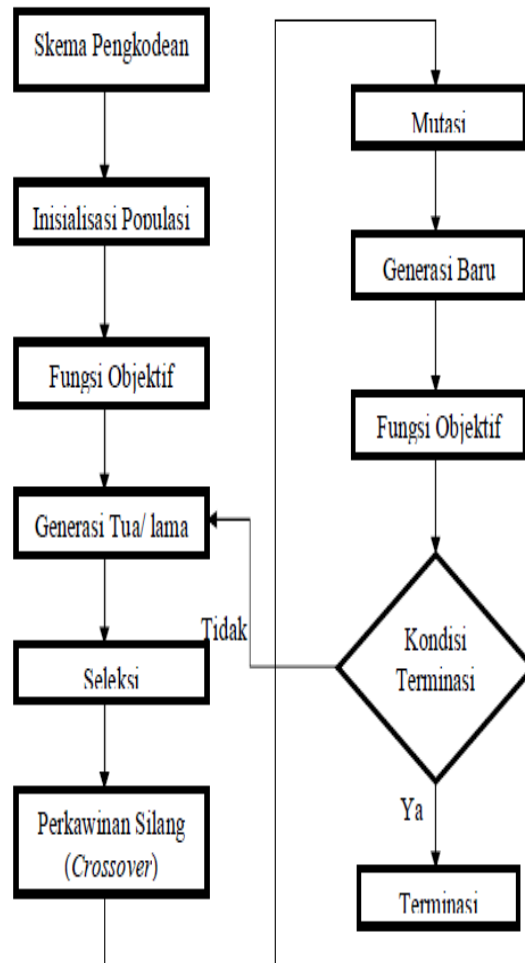 Skema Pengkodean
Inisialisasi Populasi
Fungsi Objektif
Generasi Tua/ lama
Seleksi
Perkawinan Silang
(Crossover)
Mutasi
Generasi Baru
Fungsi Objektif
Kondisi
Terminasi
Tidak
Ya
Terminasi